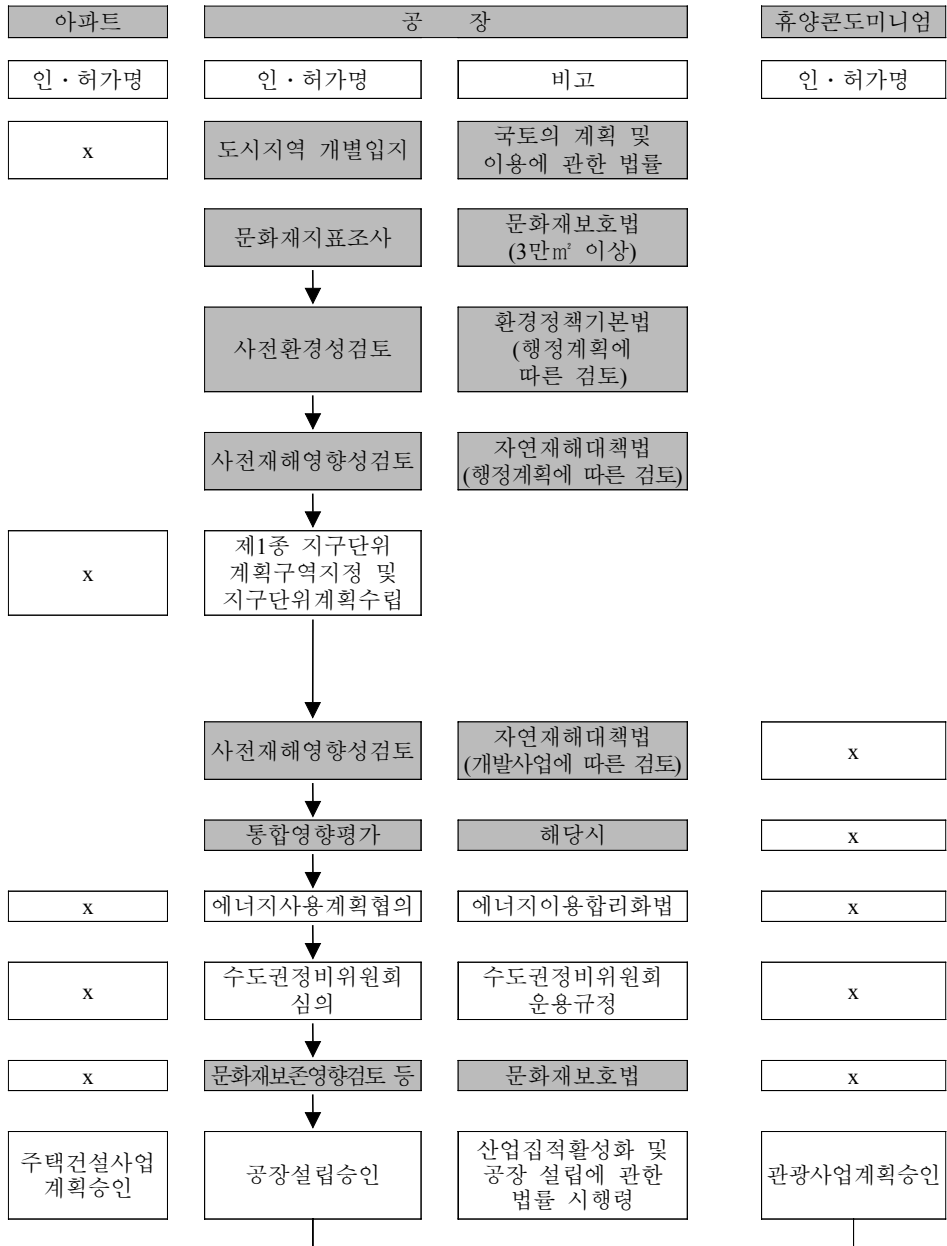 아파트
공 장
휴양콘도미니엄
인·허가명
인·허가명
비고
인·허가명
x
도시지역 개별입지
국토의 계획 및
이용에 관한 법률
문화재지표조사
문화재보호법
(3만㎡ 이상)
사전환경성검토
환경정책기본법
(행정계획에
따른 검토)
사전재해영향성검토
자연재해대책법
(행정계획에 따른 검토)
x
제1종 지구단위
계획구역지정 및
지구단위계획수립
사전재해영향성검토
자연재해대책법
(개발사업에 따른 검토)
x
통합영향평가
해당시
x
x
에너지사용계획협의
에너지이용합리화법
x
x
수도권정비위원회
심의
수도권정비위원회
운용규정
x
x
문화재보존영향검토 등
문화재보호법
x
주택건설사업
계획승인
공장설립승인
산업집적활성화 및
공장 설립에 관한
법률 시행령
관광사업계획승인